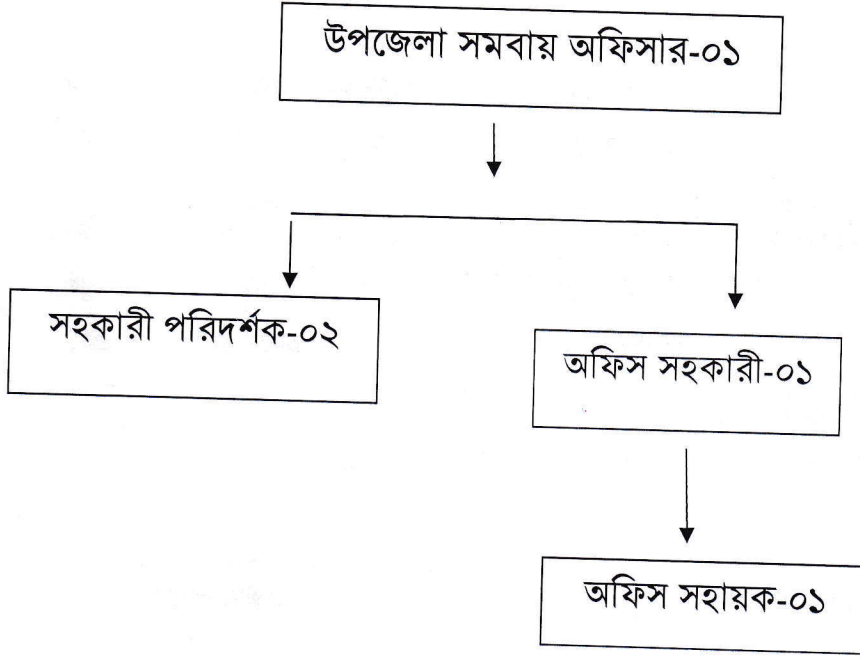 উপজেলা সমবায় অফিসার-০১
সহকারী পরিদর্শক-০২
অফিস সহকারী-০১
অফিস সহায়ক-০১